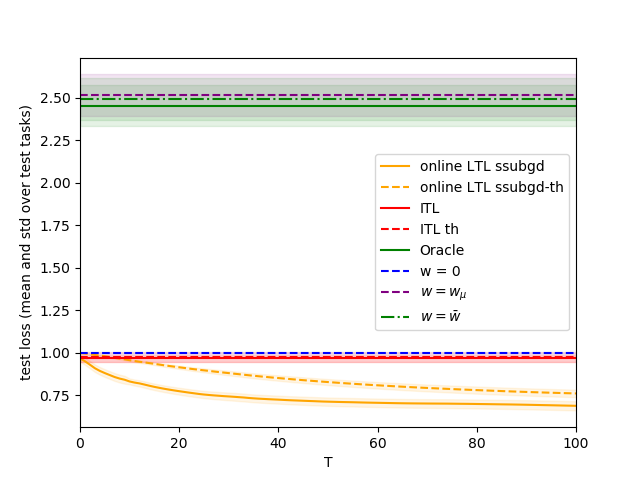 test loss (mean and std over test tasks)
2.50
2.25
2.00
1.75
1.50
1.25
1.00
0.75
online LTL ssubgd
online LTL ssubgd-th
ITL
ITL th
Oracle
w = 0
w = wμ
w = w̄
0 20 40 60 80 100
T